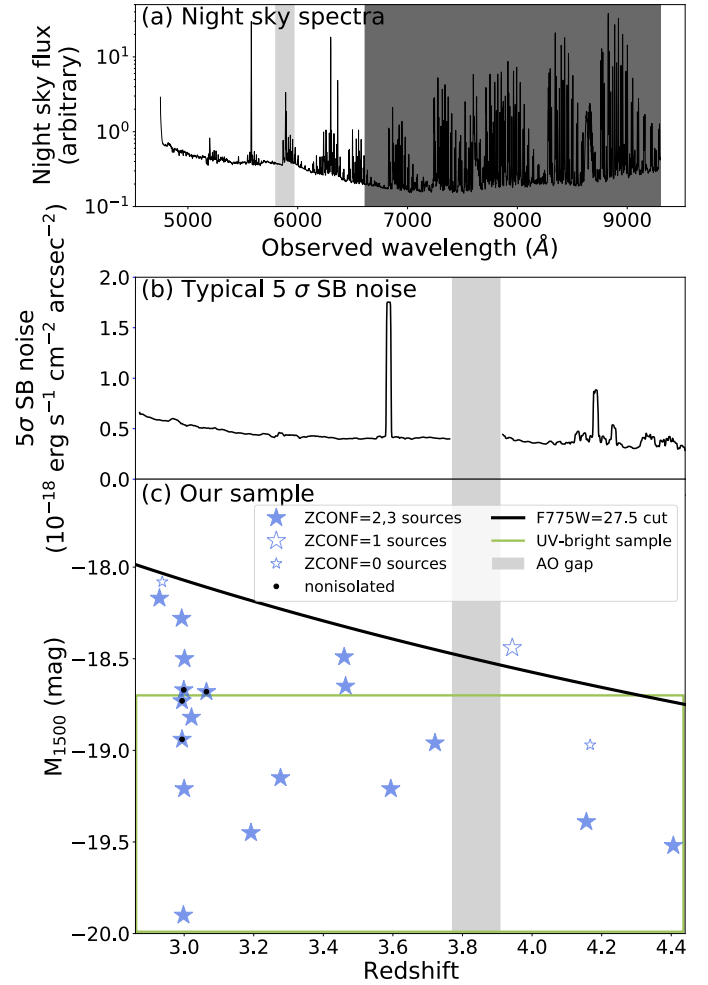 (a) Night sky spectra
Night sky flux
(arbitrary)
10^1
10^0
10^−1
5000 6000 7000 8000 9000
Observed wavelength (Å)
(b) Typical 5 σ SB noise
5σ SB noise
(10^−18 erg s^−1 cm^−2 arcsec^−2)
2.0
1.5
1.0
0.5
0.0
(c) Our sample
ZCONF=2,3 sources
ZCONF=1 sources
ZCONF=0 sources
nonisolated
F775W=27.5 cut
UV-bright sample
AO gap
M_1500 (mag)
−18.0
−18.5
−19.0
−19.5
−20.0
3.0 3.2 3.4 3.6 3.8 4.0 4.2 4.4
Redshift